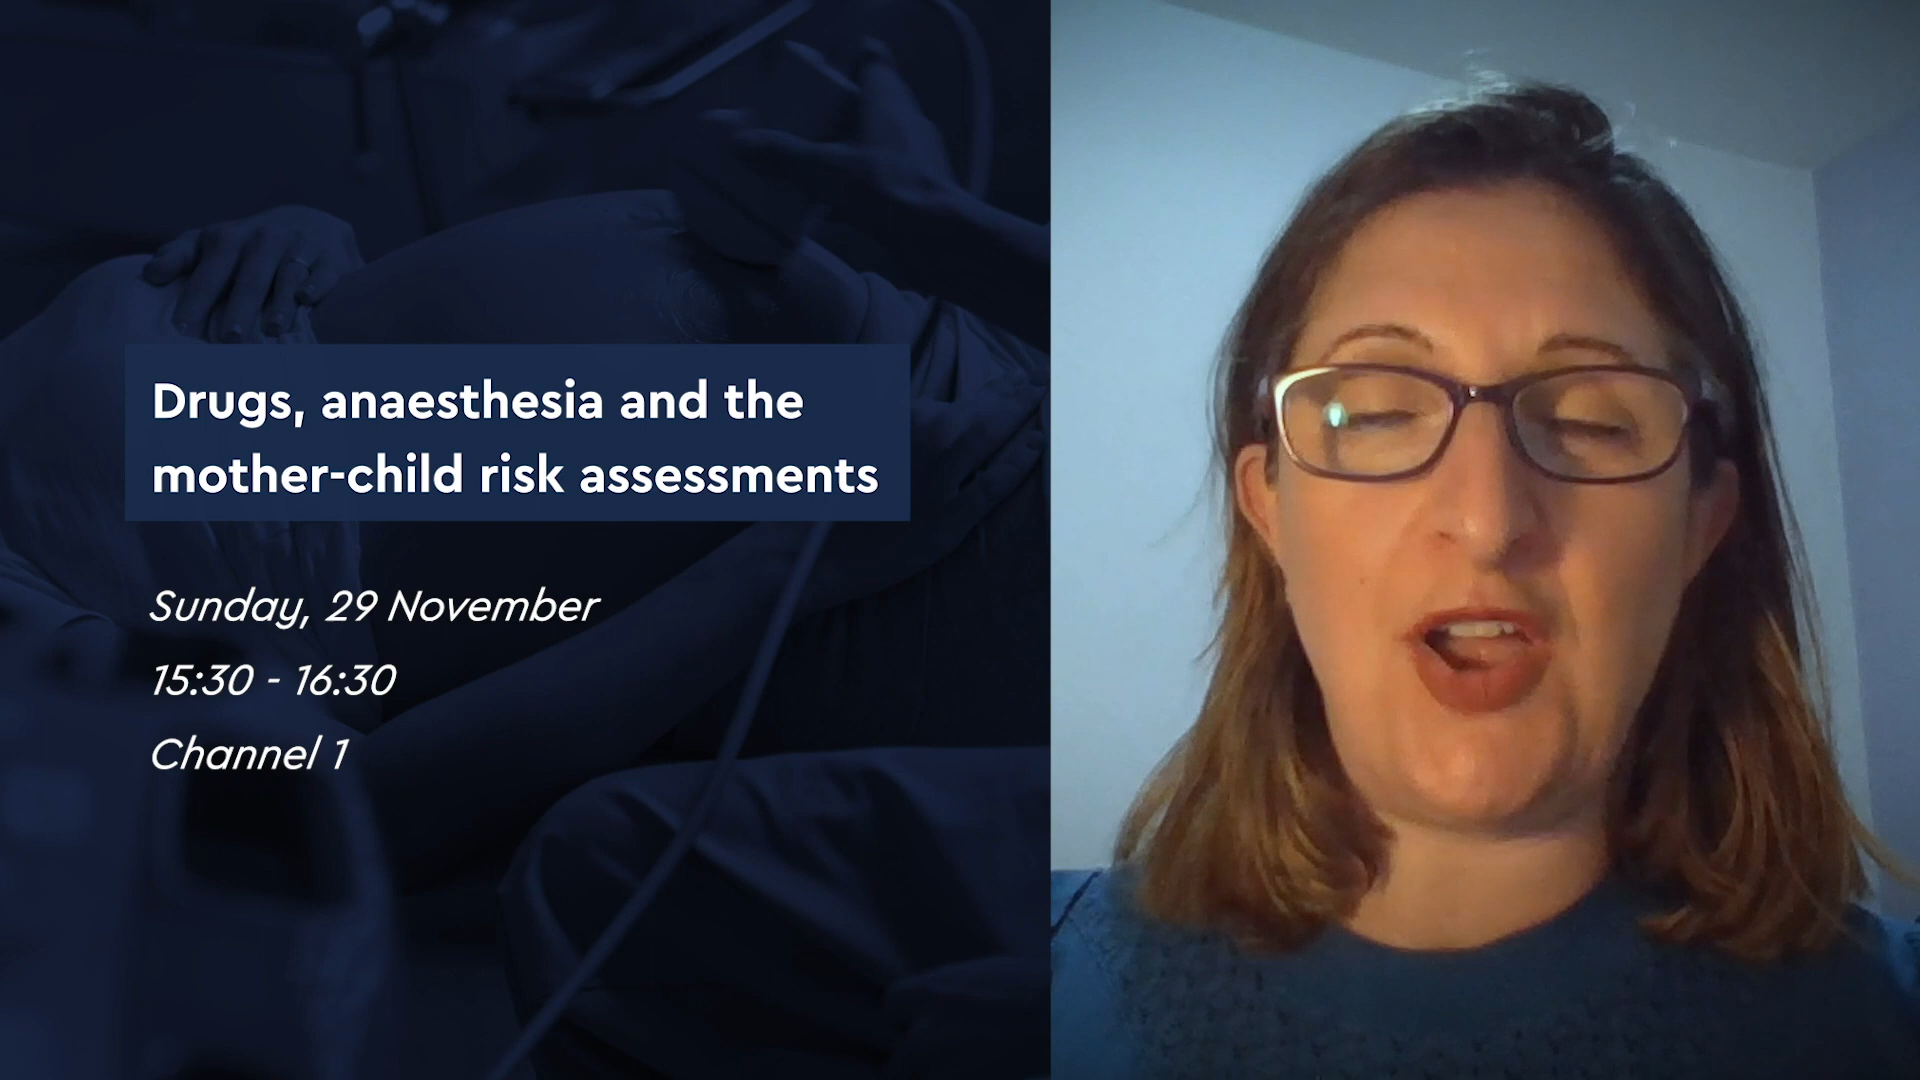 Drugs, anaesthesia and the
mother-child risk assessments
Sunday, 29 November
15:30 - 16:30
Channel 1